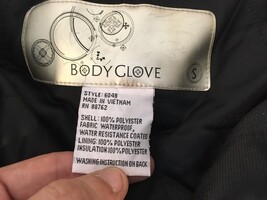 BODY GLOVE
S
STYLE: 6048
MADE IN VIETNAM
RN 88762
SHELL: 100% POLYESTER
FABRIC WATERPROOF,
WATER RESISTANCE COATED
LINING: 100% POLYESTER
INSULATION 100% POLYESTER
WASHING INSTRUCTION ON BACK